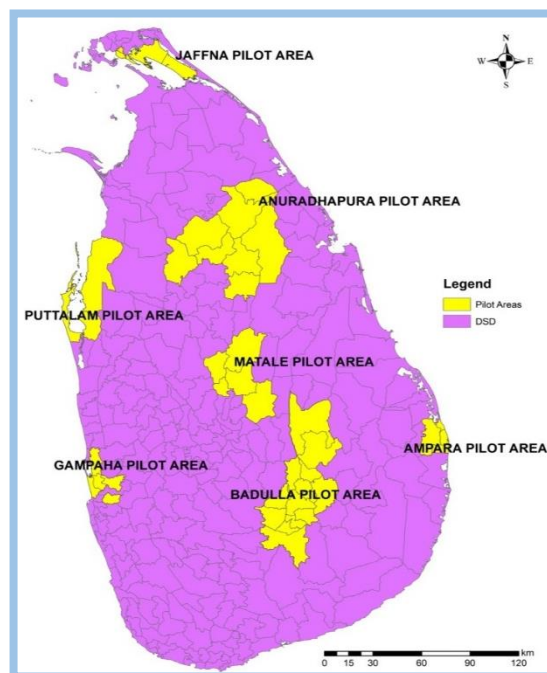 JAFFNA PILOT AREA
N
W E
S
ANURADHAPURA PILOT AREA
Legend
Pilot Areas
DSD
PUTTALAM PILOT AREA
MATALE PILOT AREA
AMPARA PILOT AREA
GAMPAHA PILOT AREA
BADULLA PILOT AREA
km
0 15 30 60 90 120